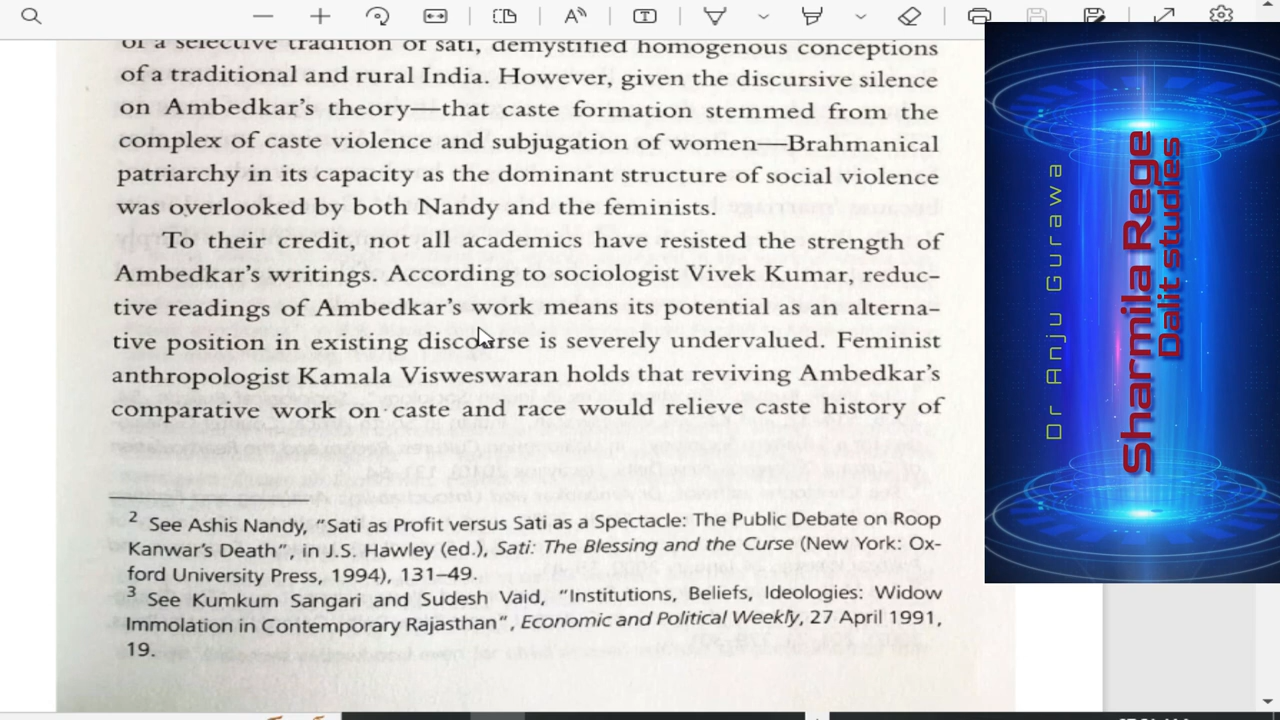 of a selective tradition of sati, demystified homogenous conceptions
of a traditional and rural India. However, given the discursive silence
on Ambedkar's theory—that caste formation stemmed from the
complex of caste violence and subjugation of women—Brahmanical
patriarchy in its capacity as the dominant structure of social violence
was overlooked by both Nandy and the feminists.
To their credit, not all academics have resisted the strength of
Ambedkar's writings. According to sociologist Vivek Kumar, reduc-
tive readings of Ambedkar's work means its potential as an alterna-
tive position in existing discourse is severely undervalued. Feminist
anthropologist Kamala Visweswaran holds that reviving Ambedkar's
comparative work on caste and race would relieve caste history of
2 See Ashis Nandy, "Sati as Profit versus Sati as a Spectacle: The Public Debate on Roop
Kanwar's Death", in J.S. Hawley (ed.), Sati: The Blessing and the Curse (New York: Ox-
ford University Press, 1994), 131–49.
3 See Kumkum Sangari and Sudesh Vaid, "Institutions, Beliefs, Ideologies: Widow
Immolation in Contemporary Rajasthan", Economic and Political Weekly, 27 April 1991,
19.
Dr Anju Gurawa
Sharmila Rege
Dalit studies